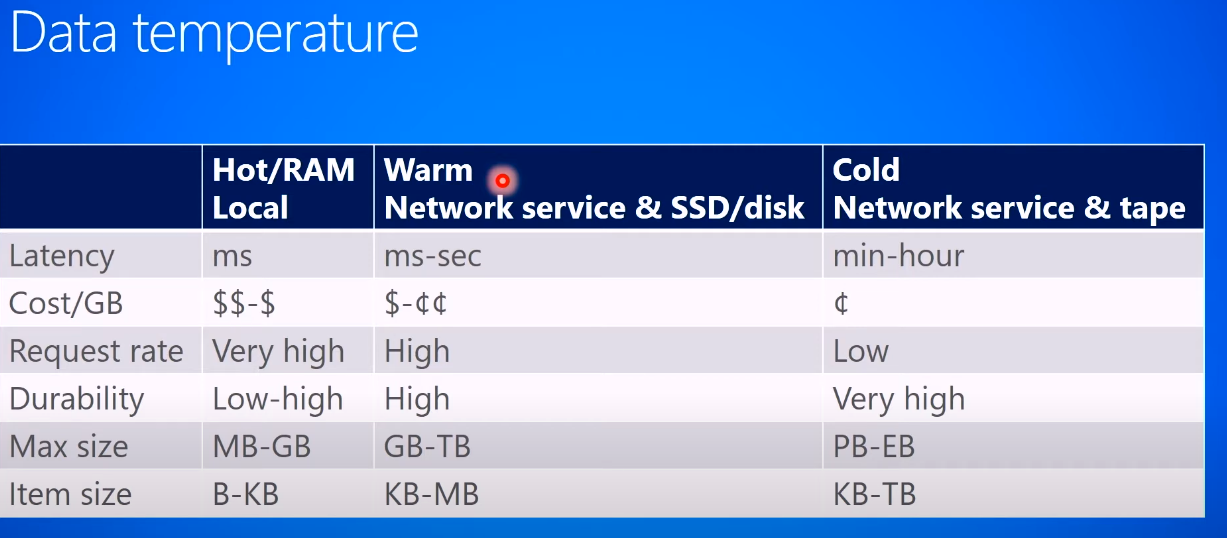 Data temperature
Hot/RAM Local
Warm Network service & SSD/disk
Cold Network service & tape
Latency ms ms-sec min-hour
Cost/GB $$-$ $-¢¢ ¢
Request rate Very high High Low
Durability Low-high High Very high
Max size MB-GB GB-TB PB-EB
Item size B-KB KB-MB KB-TB